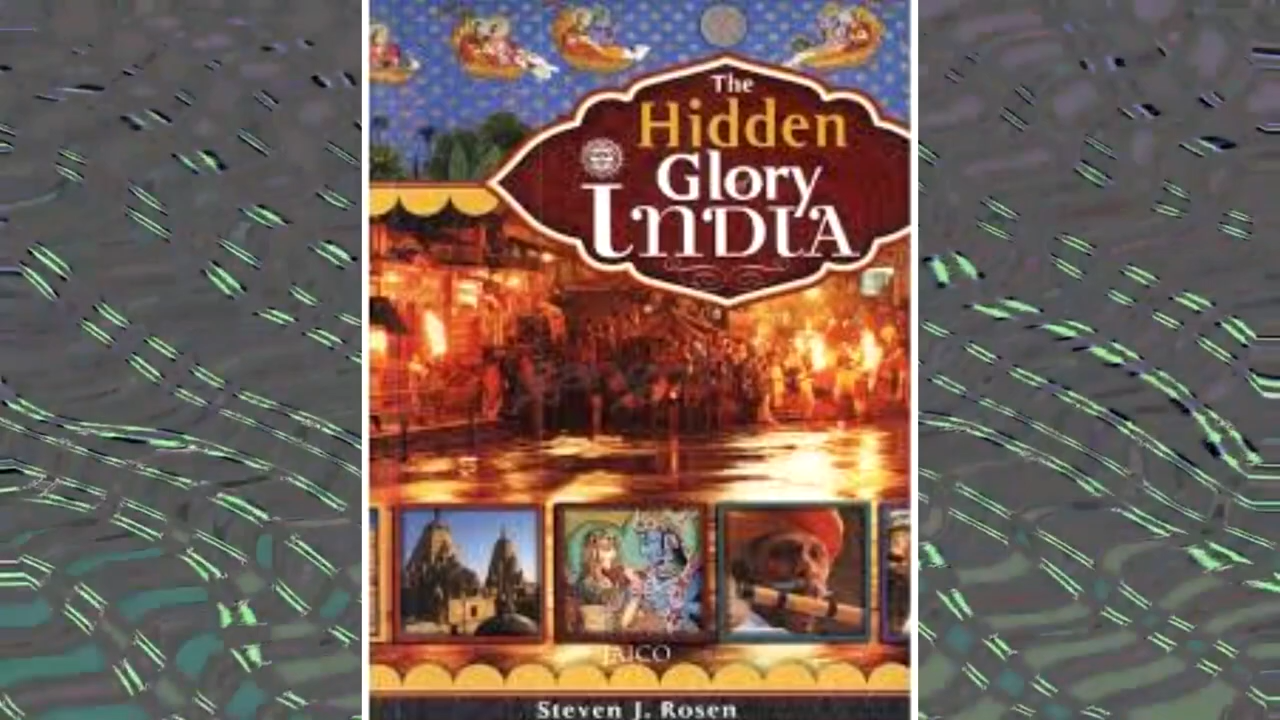 The
Hidden
Glory
INDIA
JAICO
Steven J. Rosen